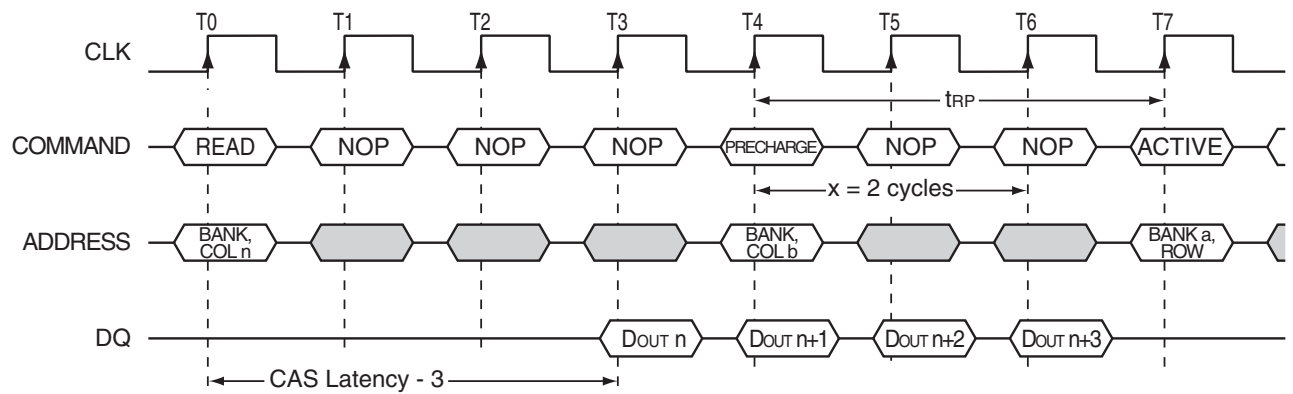 T0 T1 T2 T3 T4 T5 T6 T7
CLK
tRP
COMMAND READ NOP NOP NOP PRECHARGE NOP NOP ACTIVE
x = 2 cycles
ADDRESS
BANK,
COL n
BANK,
COL b
BANK a,
ROW
DQ DOUT n DOUT n+1 DOUT n+2 DOUT n+3
CAS Latency - 3